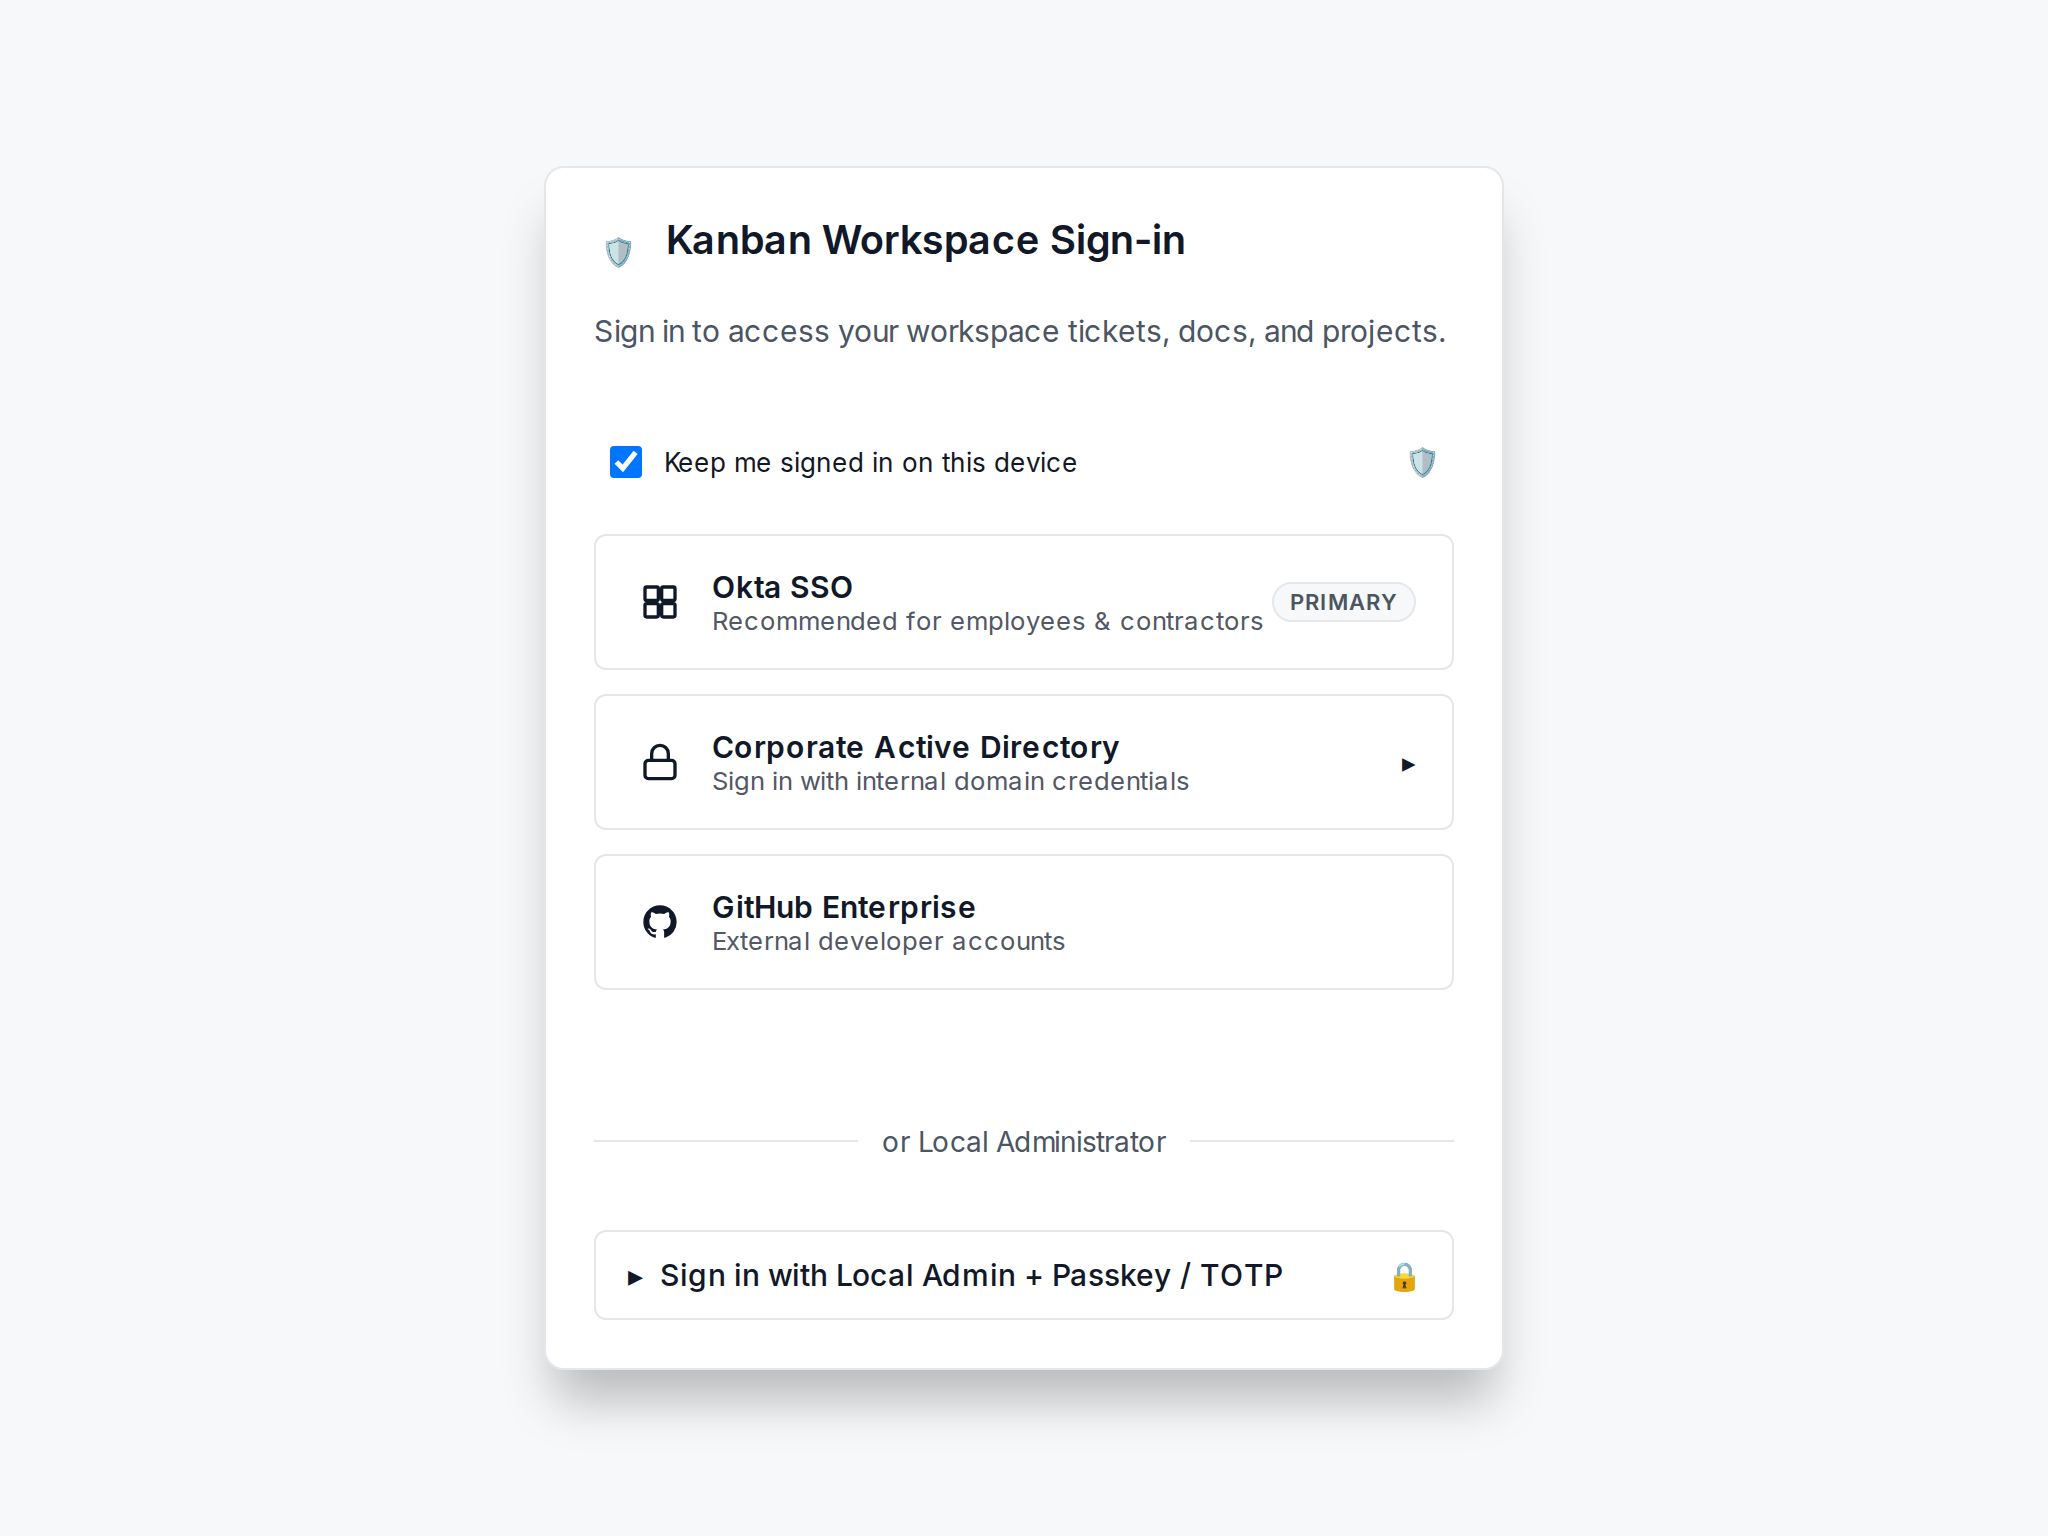 Kanban Workspace Sign-in
Sign in to access your workspace tickets, docs, and projects.
Keep me signed in on this device
Okta SSO
Recommended for employees & contractors
PRIMARY
Corporate Active Directory
Sign in with internal domain credentials
GitHub Enterprise
External developer accounts
or Local Administrator
Sign in with Local Admin + Passkey / TOTP